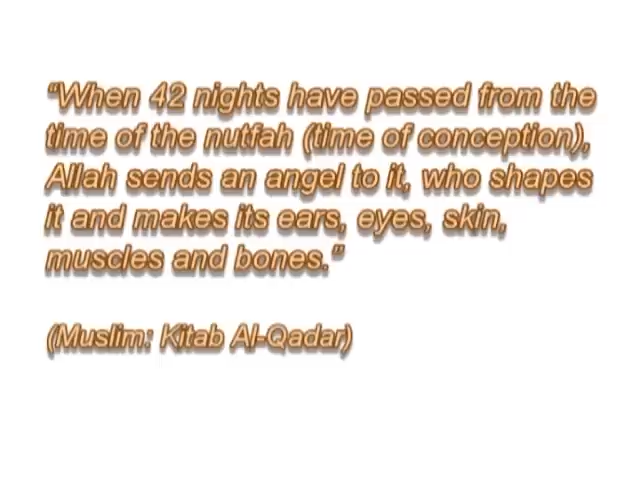 “When 42 nights have passed from the
time of the nutfah (time of conception),
Allah sends an angel to it, who shapes
it and makes its ears, eyes, skin,
muscles and bones.”
(Muslim: Kitab Al-Qadar)